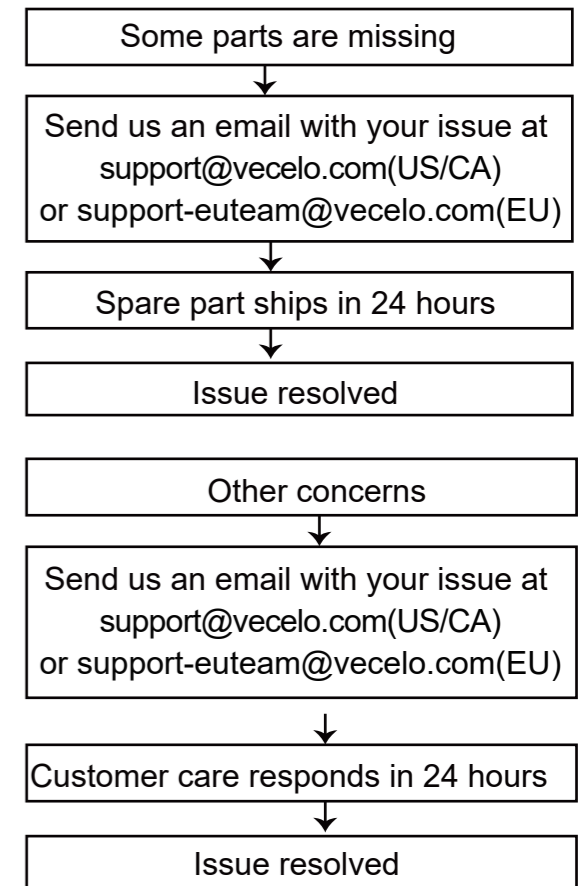 Some parts are missing
Send us an email with your issue at
support@vecelo.com(US/CA)
or support-euteam@vecelo.com(EU)
Spare part ships in 24 hours
Issue resolved
Other concerns
Send us an email with your issue at
support@vecelo.com(US/CA)
or support-euteam@vecelo.com(EU)
Customer care responds in 24 hours
Issue resolved